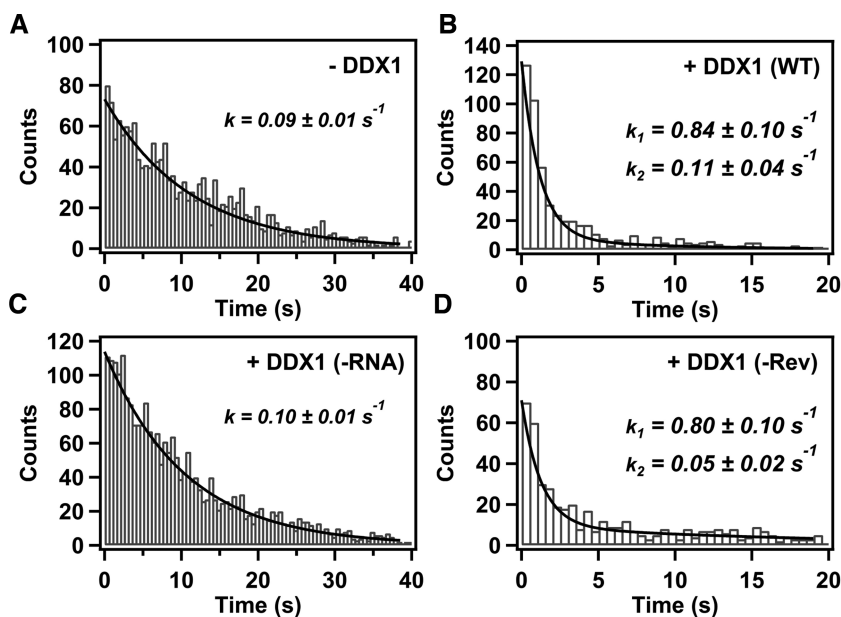 A
- DDX1
k = 0.09 ± 0.01 s⁻¹
Counts
100
80
60
40
20
0
0 10 20 30 40
Time (s)
B
+ DDX1 (WT)
k₁ = 0.84 ± 0.10 s⁻¹
k₂ = 0.11 ± 0.04 s⁻¹
Counts
140
120
100
80
60
40
20
0
0 5 10 15 20
Time (s)
C
+ DDX1 (-RNA)
k = 0.10 ± 0.01 s⁻¹
Counts
120
100
80
60
40
20
0
0 10 20 30 40
Time (s)
D
+ DDX1 (-Rev)
k₁ = 0.80 ± 0.10 s⁻¹
k₂ = 0.05 ± 0.02 s⁻¹
Counts
100
80
60
40
20
0
0 5 10 15 20
Time (s)